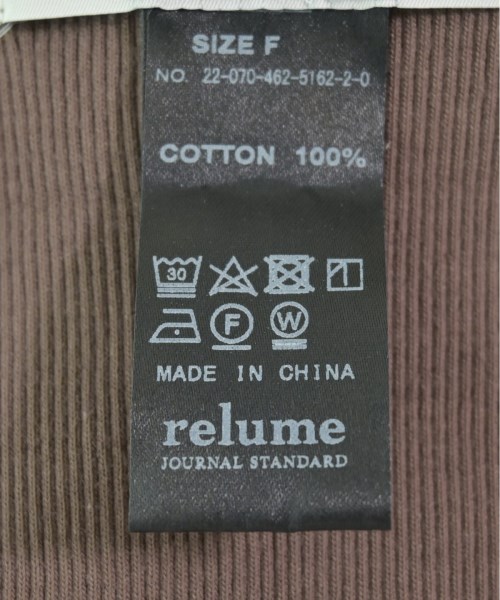 SIZE F
NO. 22-070-462-5162-2-0
COTTON 100%
30
F W
MADE IN CHINA
relume
JOURNAL STANDARD